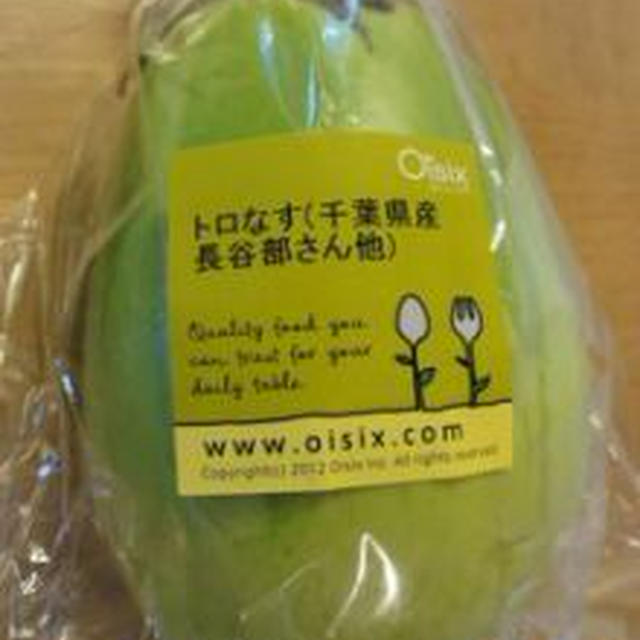 Oisix
トロなす(千葉県産
長谷部さん他)
Quality food you
can trust for your
daily table
www.oisix.com
Copyright(c) 2012 Oisix Inc. All rights reserved